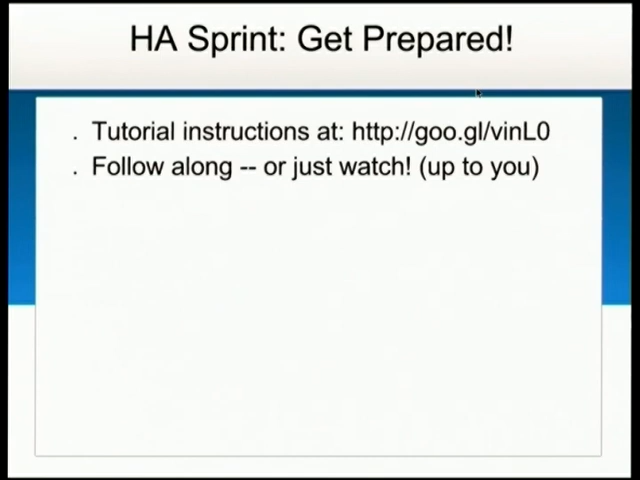 HA Sprint: Get Prepared!
. Tutorial instructions at: http://goo.gl/vinL0
. Follow along -- or just watch! (up to you)